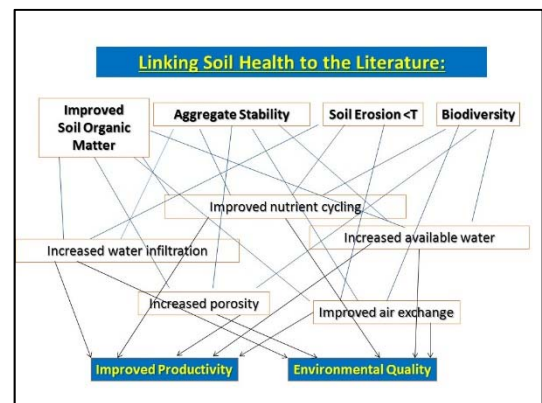 Linking Soil Health to the Literature:
Improved
Soil Organic
Matter
Aggregate Stability
Soil Erosion <T
Biodiversity
Improved nutrient cycling
Increased available water
Increased water infiltration
Increased porosity
Improved air exchange
Improved Productivity
Environmental Quality